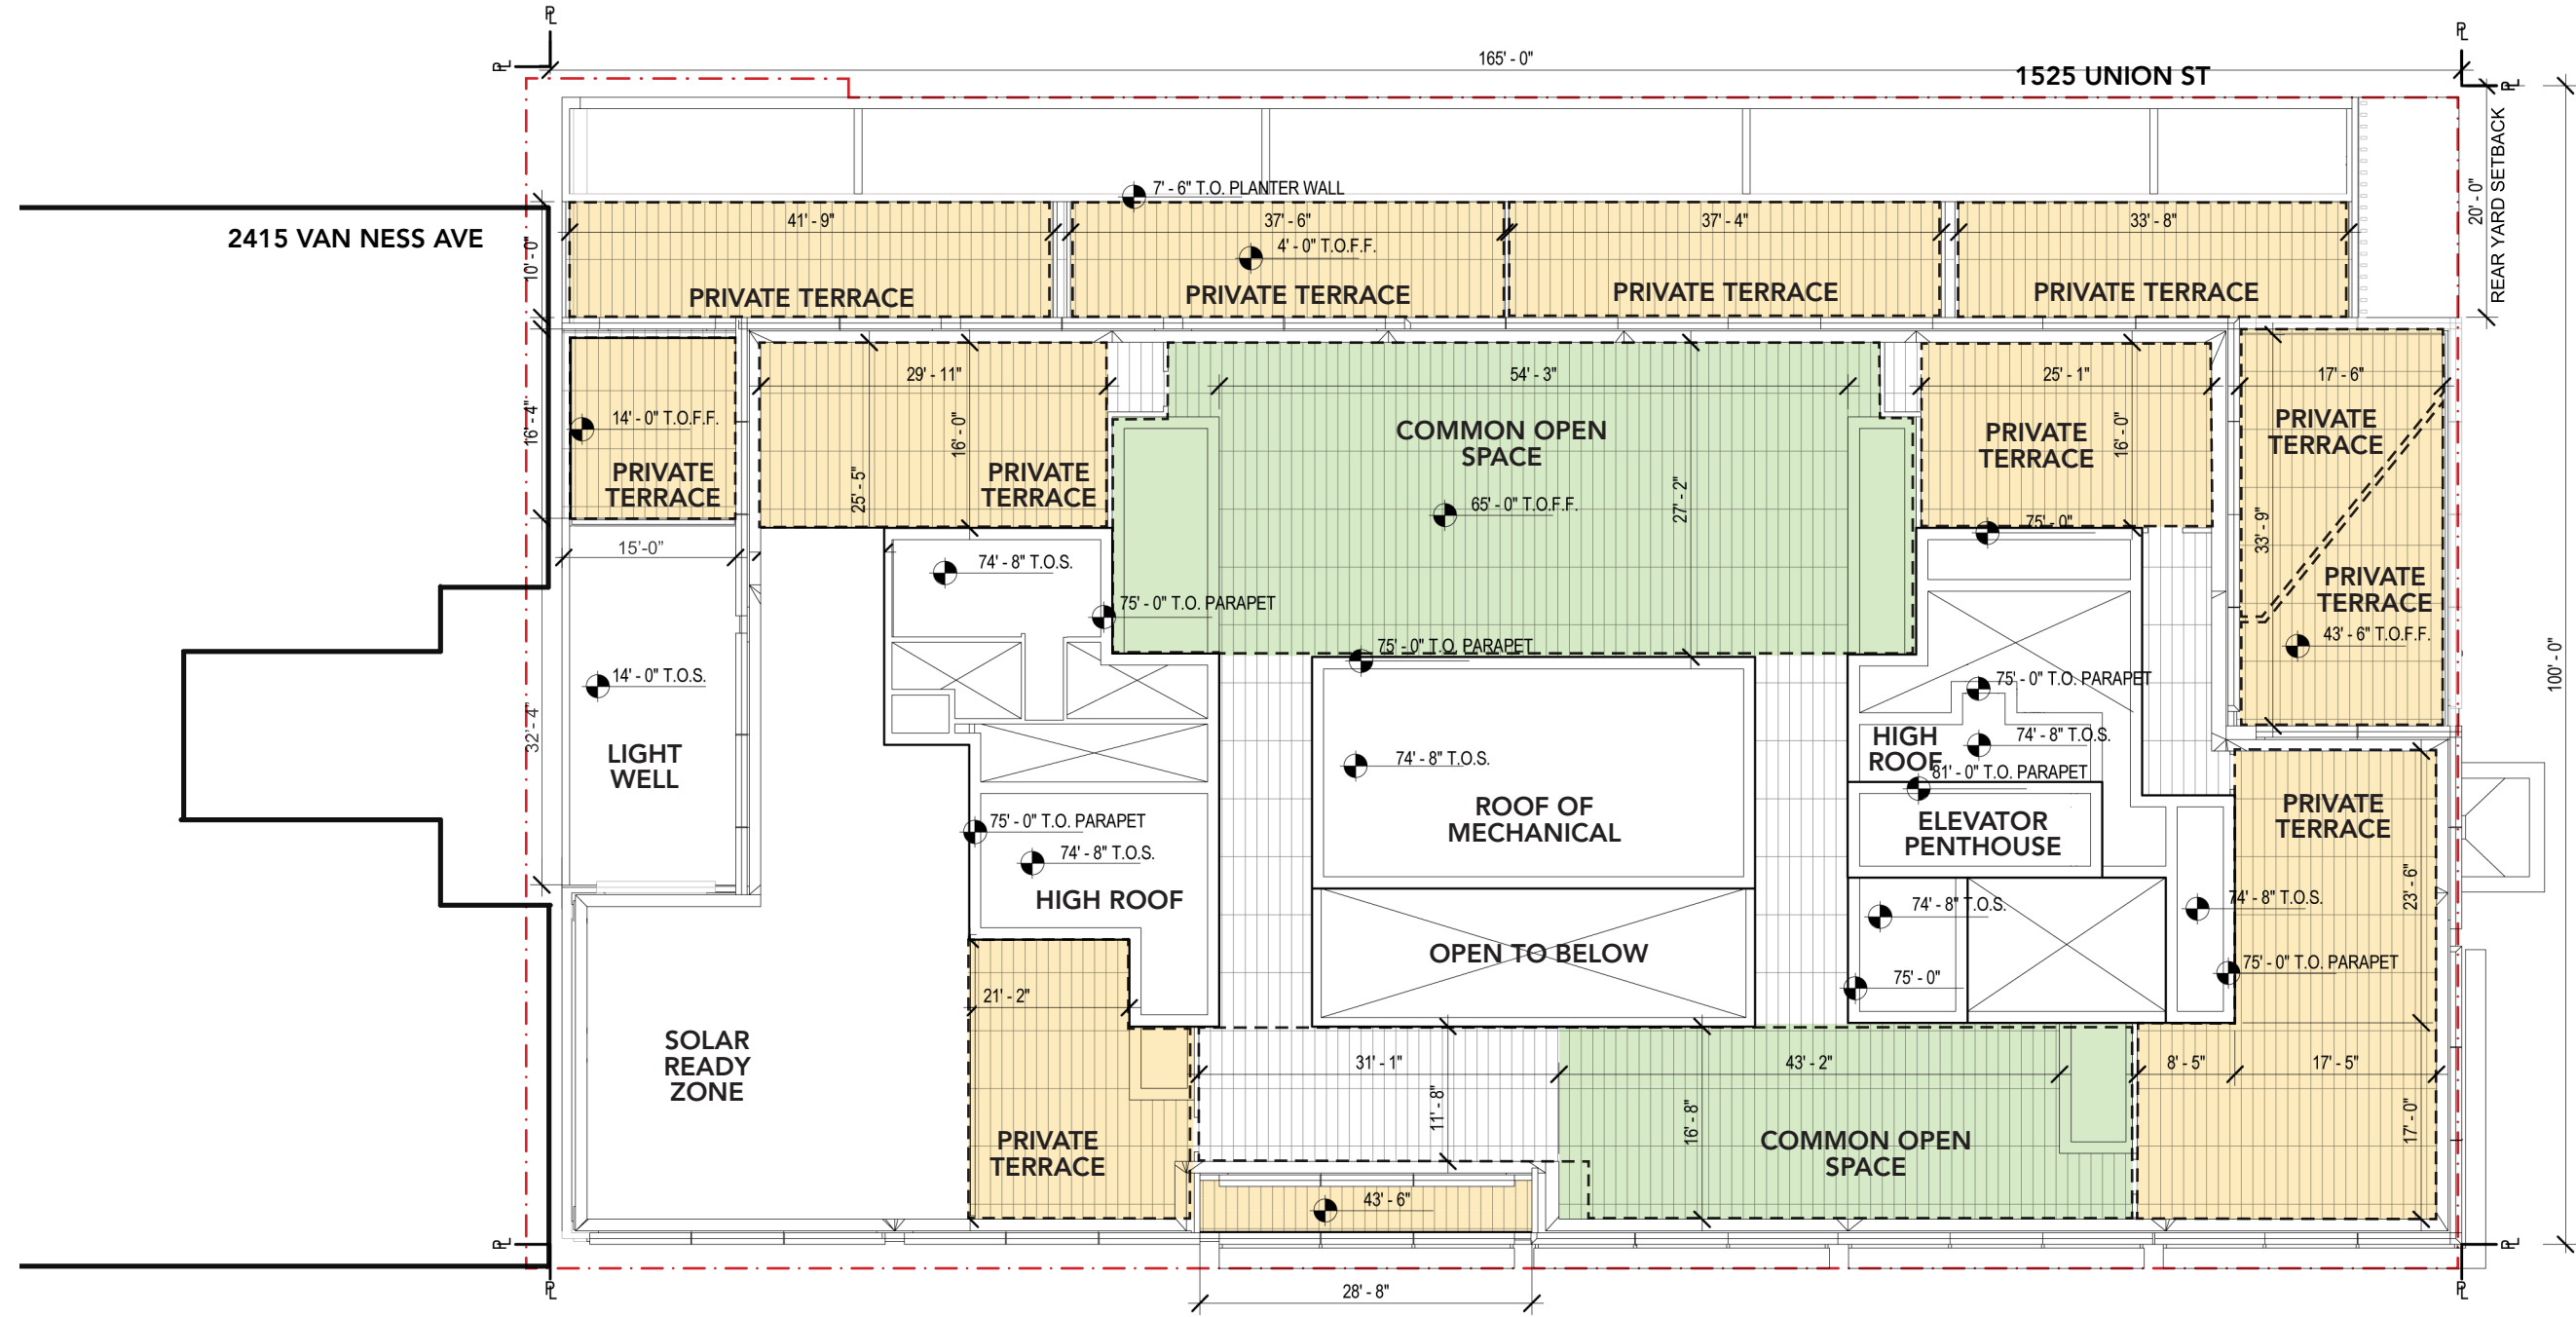 PL
PL
PL
PL
165' - 0"
1525 UNION ST
REAR YARD SETBACK
20' - 0"
100' - 0"
2415 VAN NESS AVE
10' - 0"
7' - 6" T.O. PLANTER WALL
41' - 9"
37' - 6"
37' - 4"
33' - 8"
4' - 0" T.O.F.F.
PRIVATE TERRACE
PRIVATE TERRACE
PRIVATE TERRACE
PRIVATE TERRACE
16' - 4"
14' - 0" T.O.F.F.
PRIVATE
TERRACE
29' - 11"
25' - 5"
16' - 0"
PRIVATE
TERRACE
54' - 3"
COMMON OPEN
SPACE
65' - 0" T.O.F.F.
27' - 2"
25' - 1"
PRIVATE
TERRACE
16' - 0"
17' - 6"
PRIVATE
TERRACE
33' - 9"
PRIVATE
TERRACE
43' - 6" T.O.F.F.
15'-0"
74' - 8" T.O.S.
75' - 0"
75' - 0" T.O. PARAPET
75' - 0" T.O. PARAPET
14' - 0" T.O.S.
32' - 4"
LIGHT
WELL
75' - 0" T.O. PARAPET
HIGH
ROOF
74' - 8" T.O.S.
81' - 0" T.O. PARAPET
74' - 8" T.O.S.
ROOF OF
MECHANICAL
ELEVATOR
PENTHOUSE
PRIVATE
TERRACE
23' - 6"
75' - 0" T.O. PARAPET
74' - 8" T.O.S.
HIGH ROOF
OPEN TO BELOW
74' - 8" T.O.S.
74' - 8" T.O.S.
75' - 0"
75' - 0" T.O. PARAPET
21' - 2"
SOLAR
READY
ZONE
31' - 1"
11' - 8"
43' - 2"
16' - 8"
8' - 5"
17' - 5"
17' - 0"
PRIVATE
TERRACE
COMMON OPEN
SPACE
43' - 6"
PL
PL
PL
PL
28' - 8"